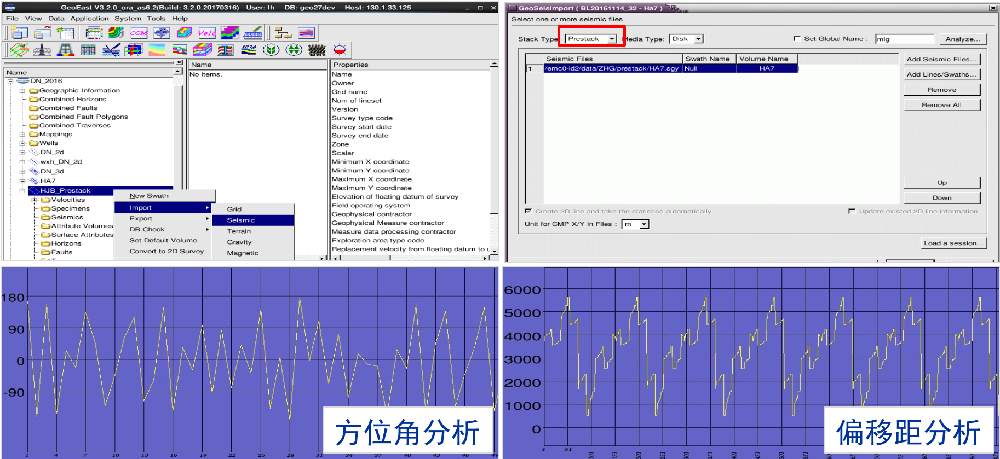 GeoEast V3.2.0_ora_as6.2(Build: 3.2.0.20170316) User: lh DB: geo27dev Host: 130.1.33.125
File View Data Application System Tools Help
CGM
Velo
AVO
Name
DN_2016
Geographic Information
Combined Horizons
Combined Faults
Combined Fault Polygons
Combined Traverses
Mappings
Wells
DN_2d
wxh_DN_2d
DN_3d
HA7
HJB_Prestack
Velocities
Specimens
Seismics
Attribute Volumes
Surface Attributes
Horizons
Faults
New Swath
Import
Export
DB Check
Set Default Volume
Convert to 2D Survey
Grid
Seismic
Terrain
Gravity
Magnetic
Name
No items.
Properties
Name
Owner
Grid name
Num of lineset
Version
Survey type code
Survey start date
Survey end date
Zone
Scalar
Minimum X coordinate
Minimum Y coordinate
Maximum X coordinate
Maximum Y coordinate
Elevation of floating datum of survey
Field operating system
Geophysical contractor
Geophysical Measure contractor
Measure data processing contractor
Exploration area type code
Replacement velocity from floating datum to
GeoSeisImport ( BL20161114_32 - Ha7 )
Select one or more seismic files
Stack Type Prestack Media Type: Disk Set Global Name : mig Analyze...
Seismic Files Swath Name Volume Name
1 /emc0-id2/data/ZHG/prestack/HA7.sgy Null HA7
Add Seismic Files...
Add Lines/Swaths...
Remove
Remove All
Up
Down
Create 2D line and take the statistics automatically Update existed 2D line information
Unit for CMP X/Y in Files : m
Load a session...
180
90
0
-90
1 4 7 10 13 16 19 22 25 28 31 34 37 40 43 46 49
方位角分析
6000
5000
4000
3000
2000
1000
0
1 51 101 151 201 251 301 351 401 451 501 551
偏移距分析